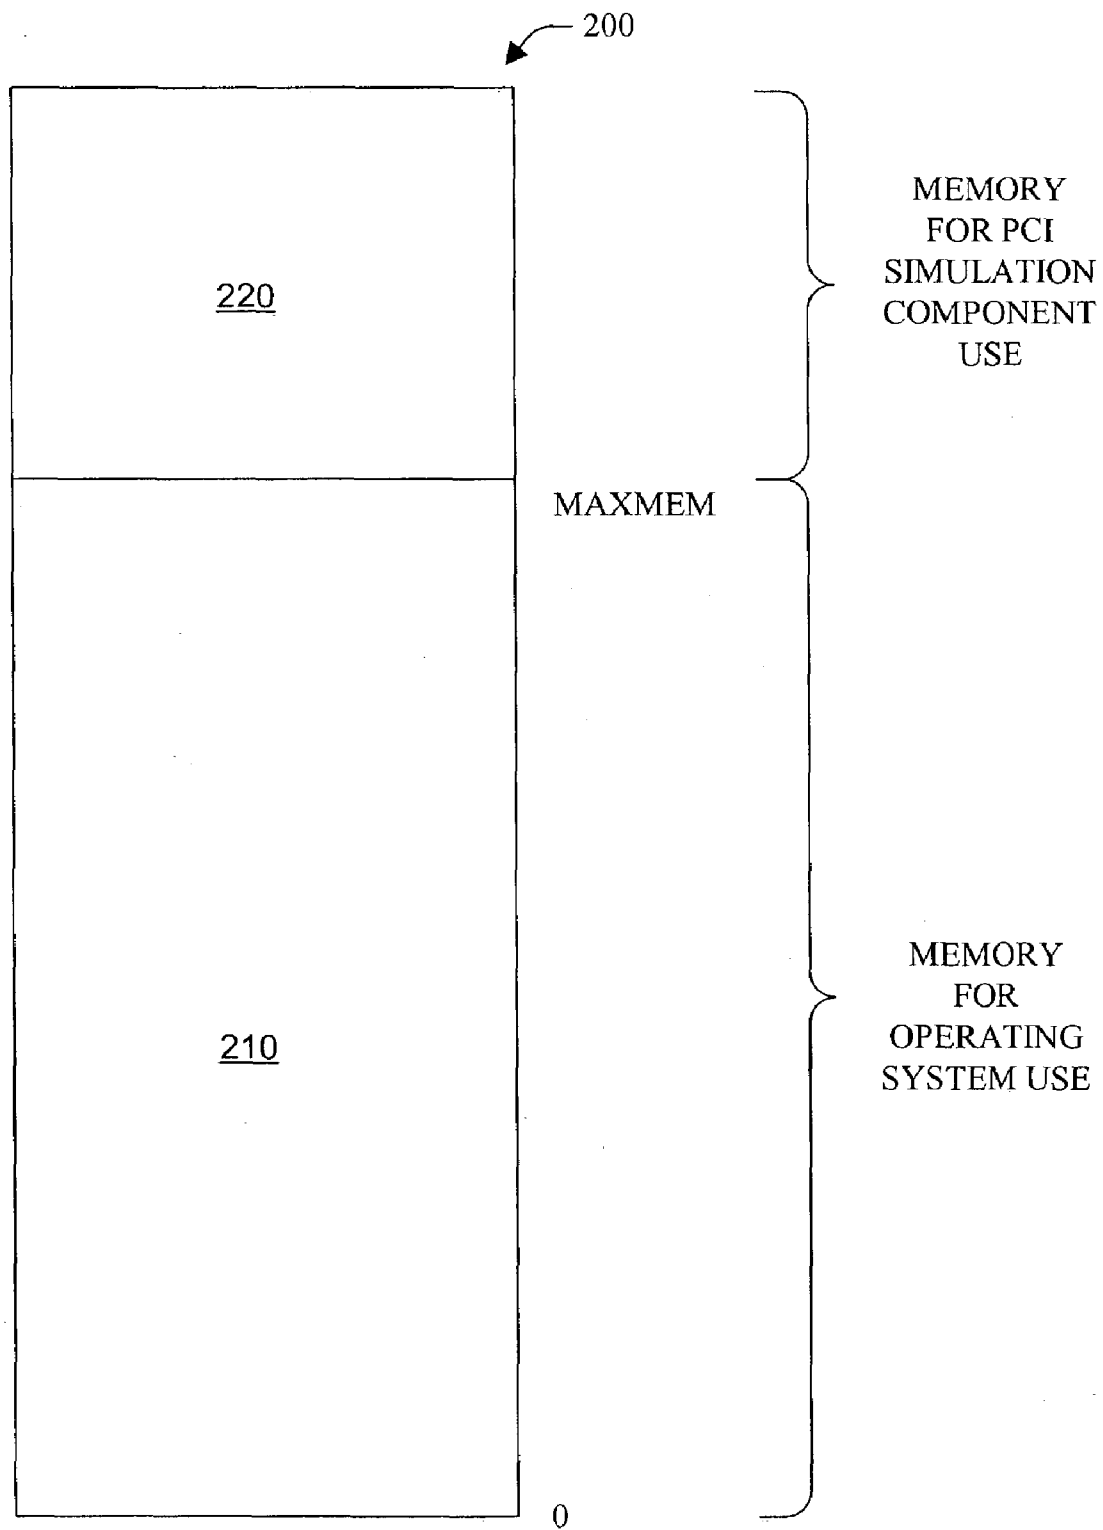 200
MEMORY
FOR PCI
SIMULATION
COMPONENT
USE
220
MAXMEM
MEMORY
FOR
OPERATING
SYSTEM USE
210
0